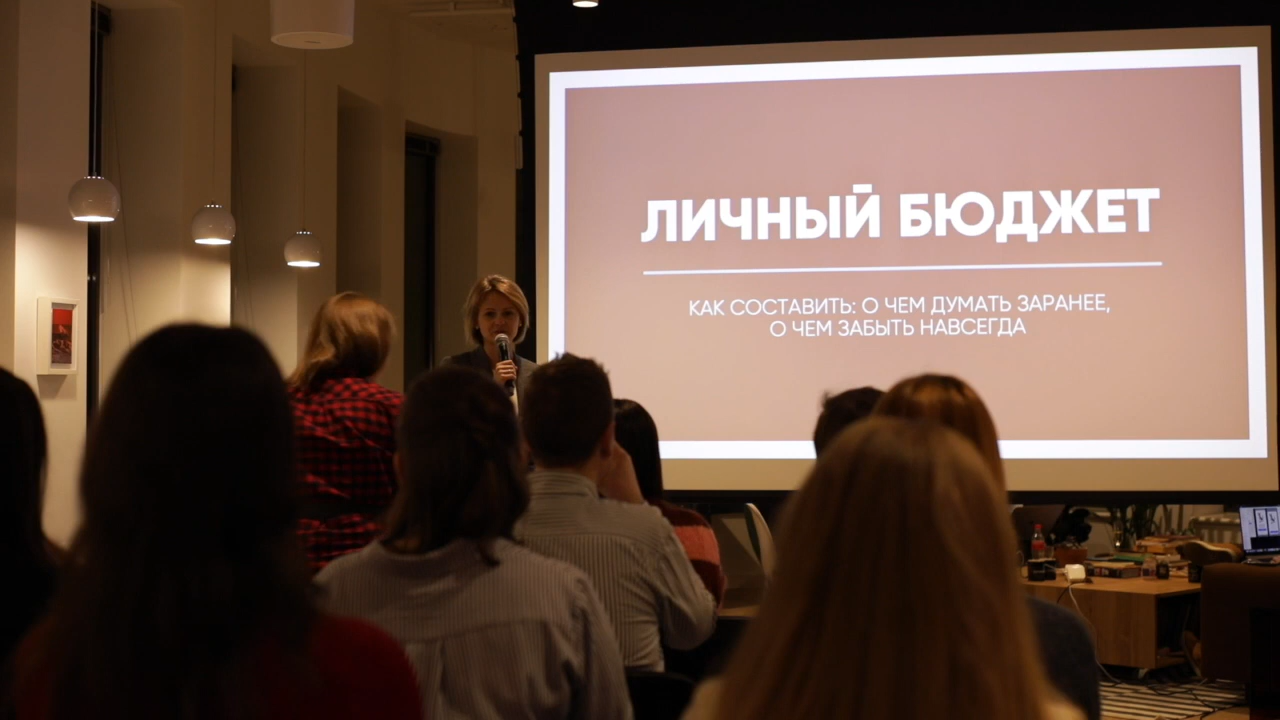 ЛИЧНЫЙ БЮДЖЕТ
КАК СОСТАВИТЬ: О ЧЕМ ДУМАТЬ ЗАРАНЕЕ,
О ЧЕМ ЗАБЫТЬ НАВСЕГДА